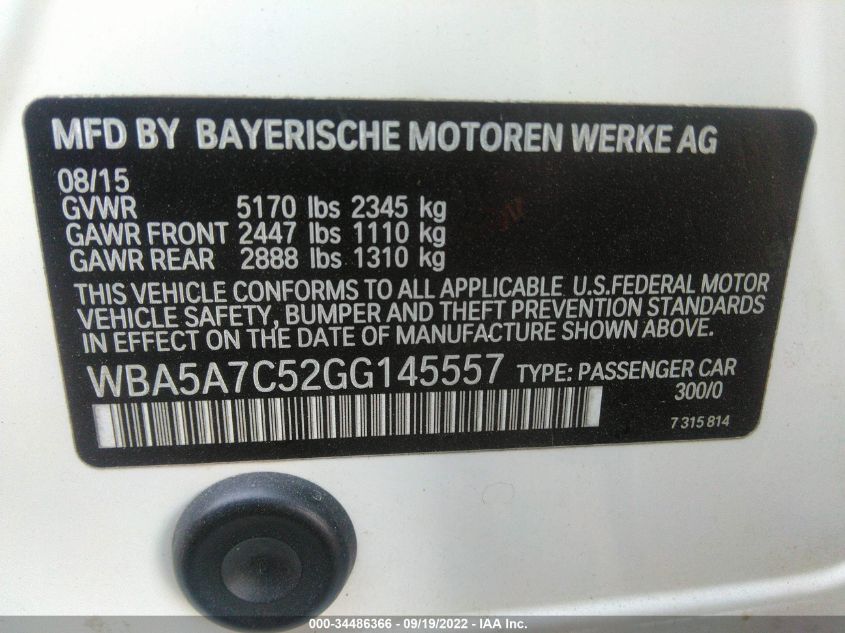 MFD BY BAYERISCHE MOTOREN WERKE AG
08/15
GVWR 5170 lbs 2345 kg
GAWR FRONT 2447 lbs 1110 kg
GAWR REAR 2888 lbs 1310 kg
THIS VEHICLE CONFORMS TO ALL APPLICABLE U.S.FEDERAL MOTOR
VEHICLE SAFETY, BUMPER AND THEFT PREVENTION STANDARDS
IN EFFECT ON THE DATE OF MANUFACTURE SHOWN ABOVE.
WBA5A7C52GG145557 TYPE: PASSENGER CAR
300/0
7 315 814
000-34486366 - 09/19/2022 - IAA Inc.